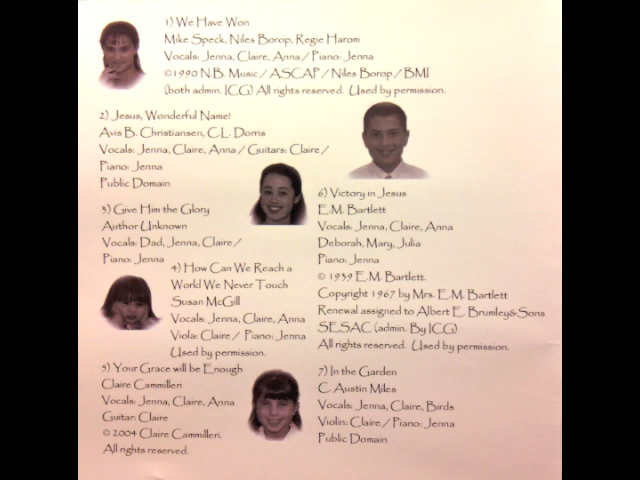 1) We Have Won
Mike Speck, Niles Borop, Regie Harom
Vocals: Jenna, Claire, Anna / Piano: Jenna
©1990 N.B. Music / ASCAP / Niles Borop / BMI
(both admin. ICG) All rights reserved. Used by permission.
2) Jesus, Wonderful Name!
Avis B. Christiansen, C.L. Dorris
Vocals: Jenna, Claire, Anna / Guitars: Claire /
Piano: Jenna
Public Domain
3) Give Him the Glory
Author Unknown
Vocals: Dad, Jenna, Claire /
Piano: Jenna
4) How Can We Reach a
World We Never Touch
Susan McGill
Vocals: Jenna, Claire, Anna
Viola: Claire / Piano: Jenna
Used by permission.
5) Your Grace will be Enough
Claire Cammilleri
Vocals: Jenna, Claire, Anna
Guitar: Claire
© 2004 Claire Cammilleri.
All rights reserved.
6) Victory in Jesus
E.M. Bartlett
Vocals: Jenna, Claire, Anna
Deborah, Mary, Julia
Piano: Jenna
© 1939 E.M. Bartlett.
Copyright 1967 by Mrs. E.M. Bartlett
Renewal assigned to Albert E Brumley&Sons
SESAC (admin. By ICG)
All rights reserved. Used by permission.
7) In the Garden
C. Austin Miles
Vocals: Jenna, Claire, Birds
Violin: Claire / Piano: Jenna
Public Domain